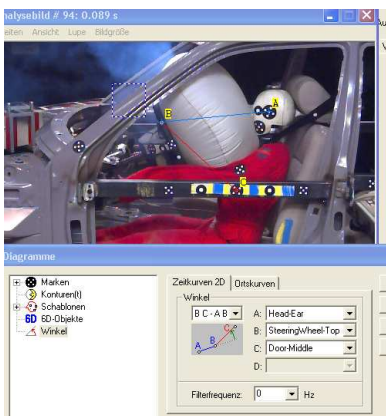 nalysebild # 94: 0.089 s
eiten Ansicht Lupe Bildgröße
B
A
C
Diagramme
Marken
Konturen(t)
Schablonen
6D 6D-Objekte
Winkel
Zeitkurven 2D Ortskurven
Winkel
B C - A B
A: Head-Ear
B: SteeringWheel-Top
C: Door-Middle
D:
A B C
Filterfrequenz: 0 Hz